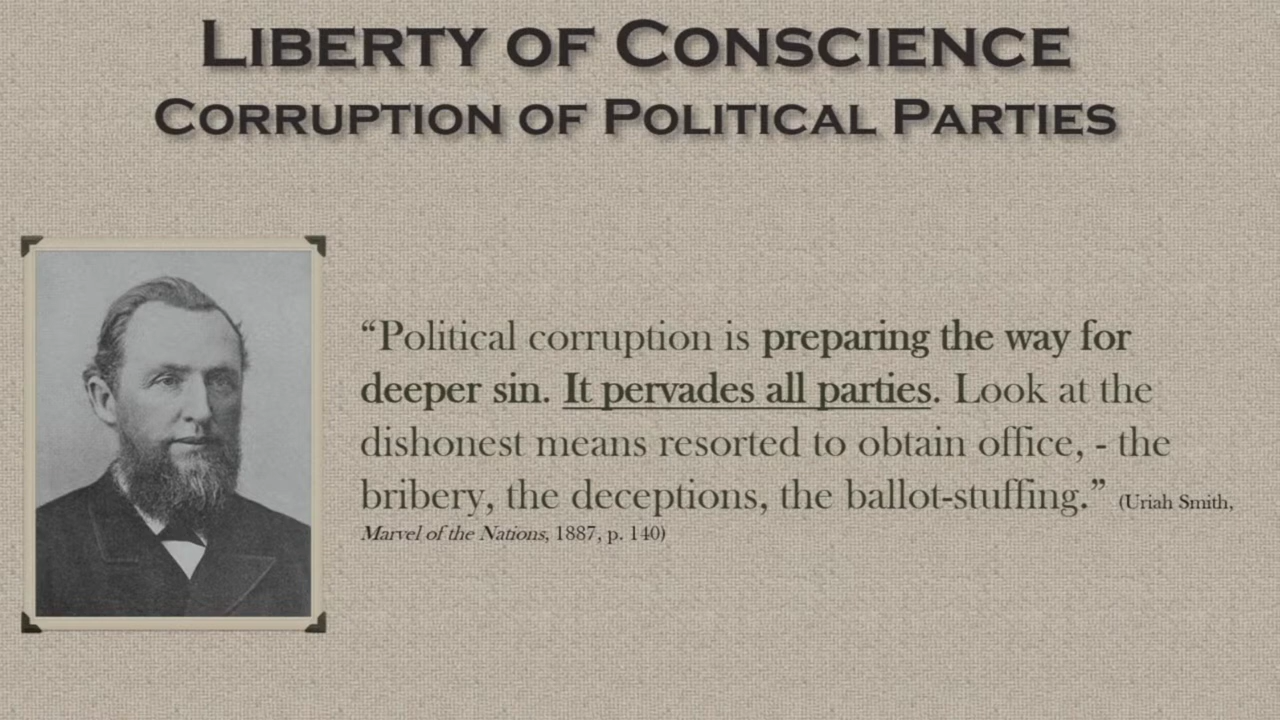 LIBERTY OF CONSCIENCE
CORRUPTION OF POLITICAL PARTIES
“Political corruption is preparing the way for
deeper sin. It pervades all parties. Look at the
dishonest means resorted to obtain office, - the
bribery, the deceptions, the ballot-stuffing.” (Uriah Smith,
Marvel of the Nations, 1887, p. 140)